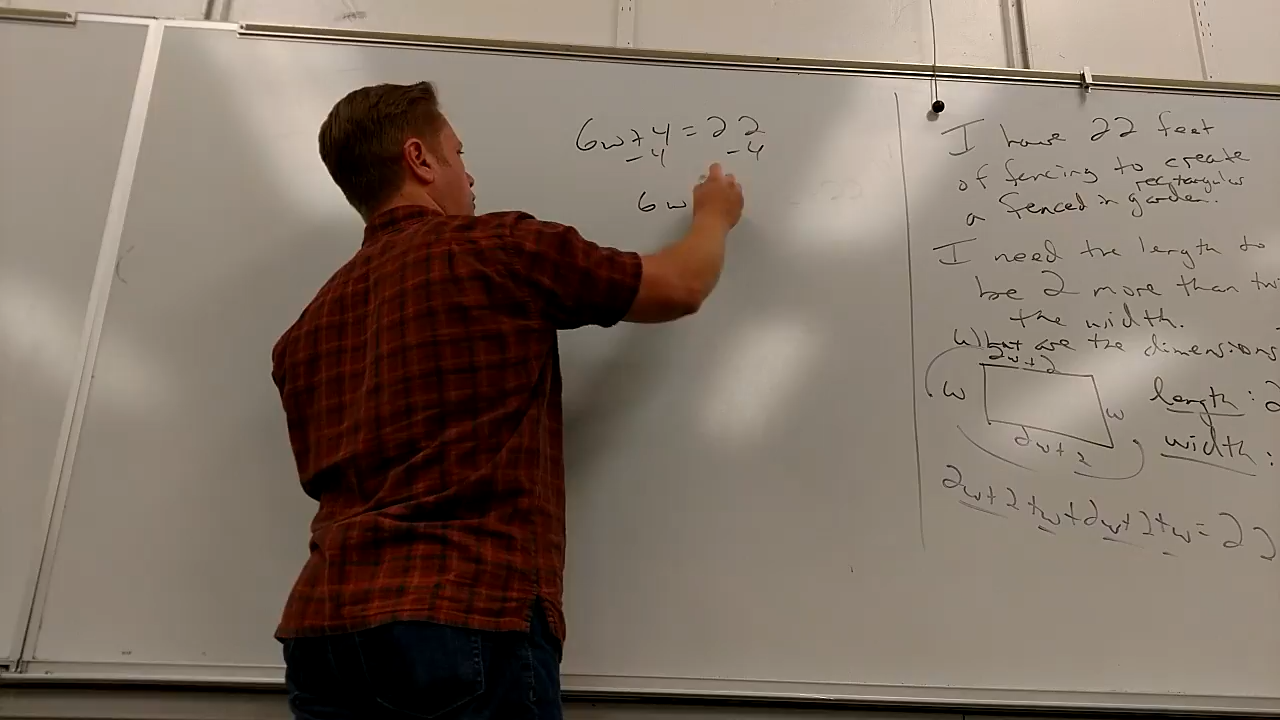 6w+4=22
-4 -4
6w
I have 22 feet
of fencing to create
rectangular
a fenced in garden.
I need the length to
be 2 more than
the width.
What are the dimensions
2w+2
w
w
2w+2
length: 2
width:
2w+2+w+2w+2+w=22